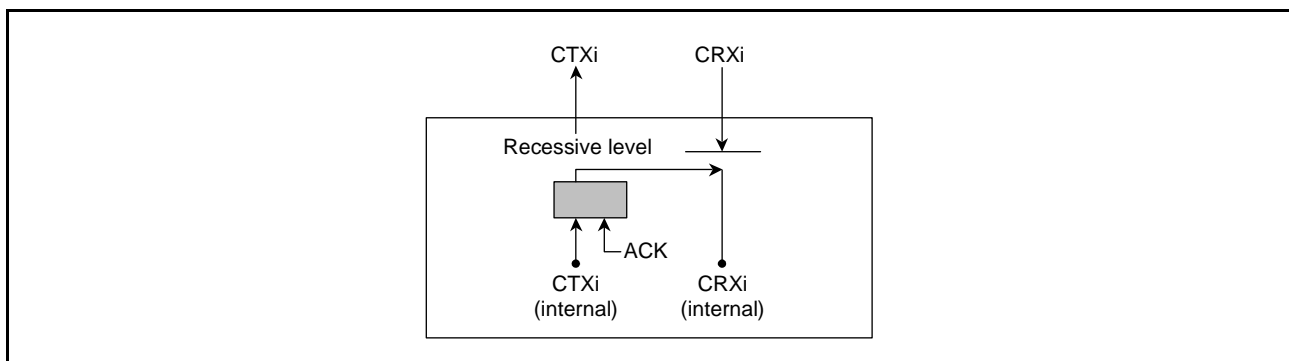 CTXi
CRXi
Recessive level
ACK
CTXi
(internal)
CRXi
(internal)